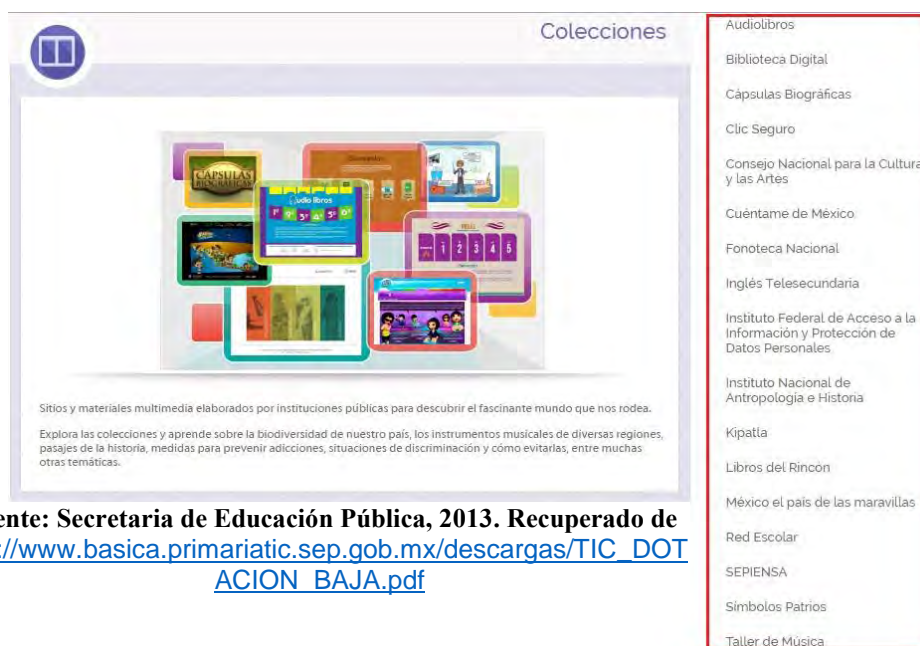 Colecciones
CÁPSULAS
BIOGRÁFICAS
Audio libros
1º 2º 3º 4º 5º 6º
1 2 3 4 5
Sitios y materiales multimedia elaborados por instituciones públicas para descubrir el fascinante mundo que nos rodea.
Explora las colecciones y aprende sobre la biodiversidad de nuestro país, los instrumentos musicales de diversas regiones,
pasajes de la historia, medidas para prevenir adicciones, situaciones de discriminación y cómo evitarlas, entre muchas
otras temáticas.
ente: Secretaria de Educación Pública, 2013. Recuperado de
://www.basica.primariatic.sep.gob.mx/descargas/TIC_DOT
ACION_BAJA.pdf
Audiolibros
Biblioteca Digital
Cápsulas Biográficas
Clic Seguro
Consejo Nacional para la Cultura
y las Artes
Cuéntame de México
Fonoteca Nacional
Inglés Telesecundaria
Instituto Federal de Acceso a la
Información y Protección de
Datos Personales
Instituto Nacional de
Antropología e Historia
Kipatla
Libros del Rincón
México el país de las maravillas
Red Escolar
SEPIENSA
Símbolos Patrios
Taller de Música